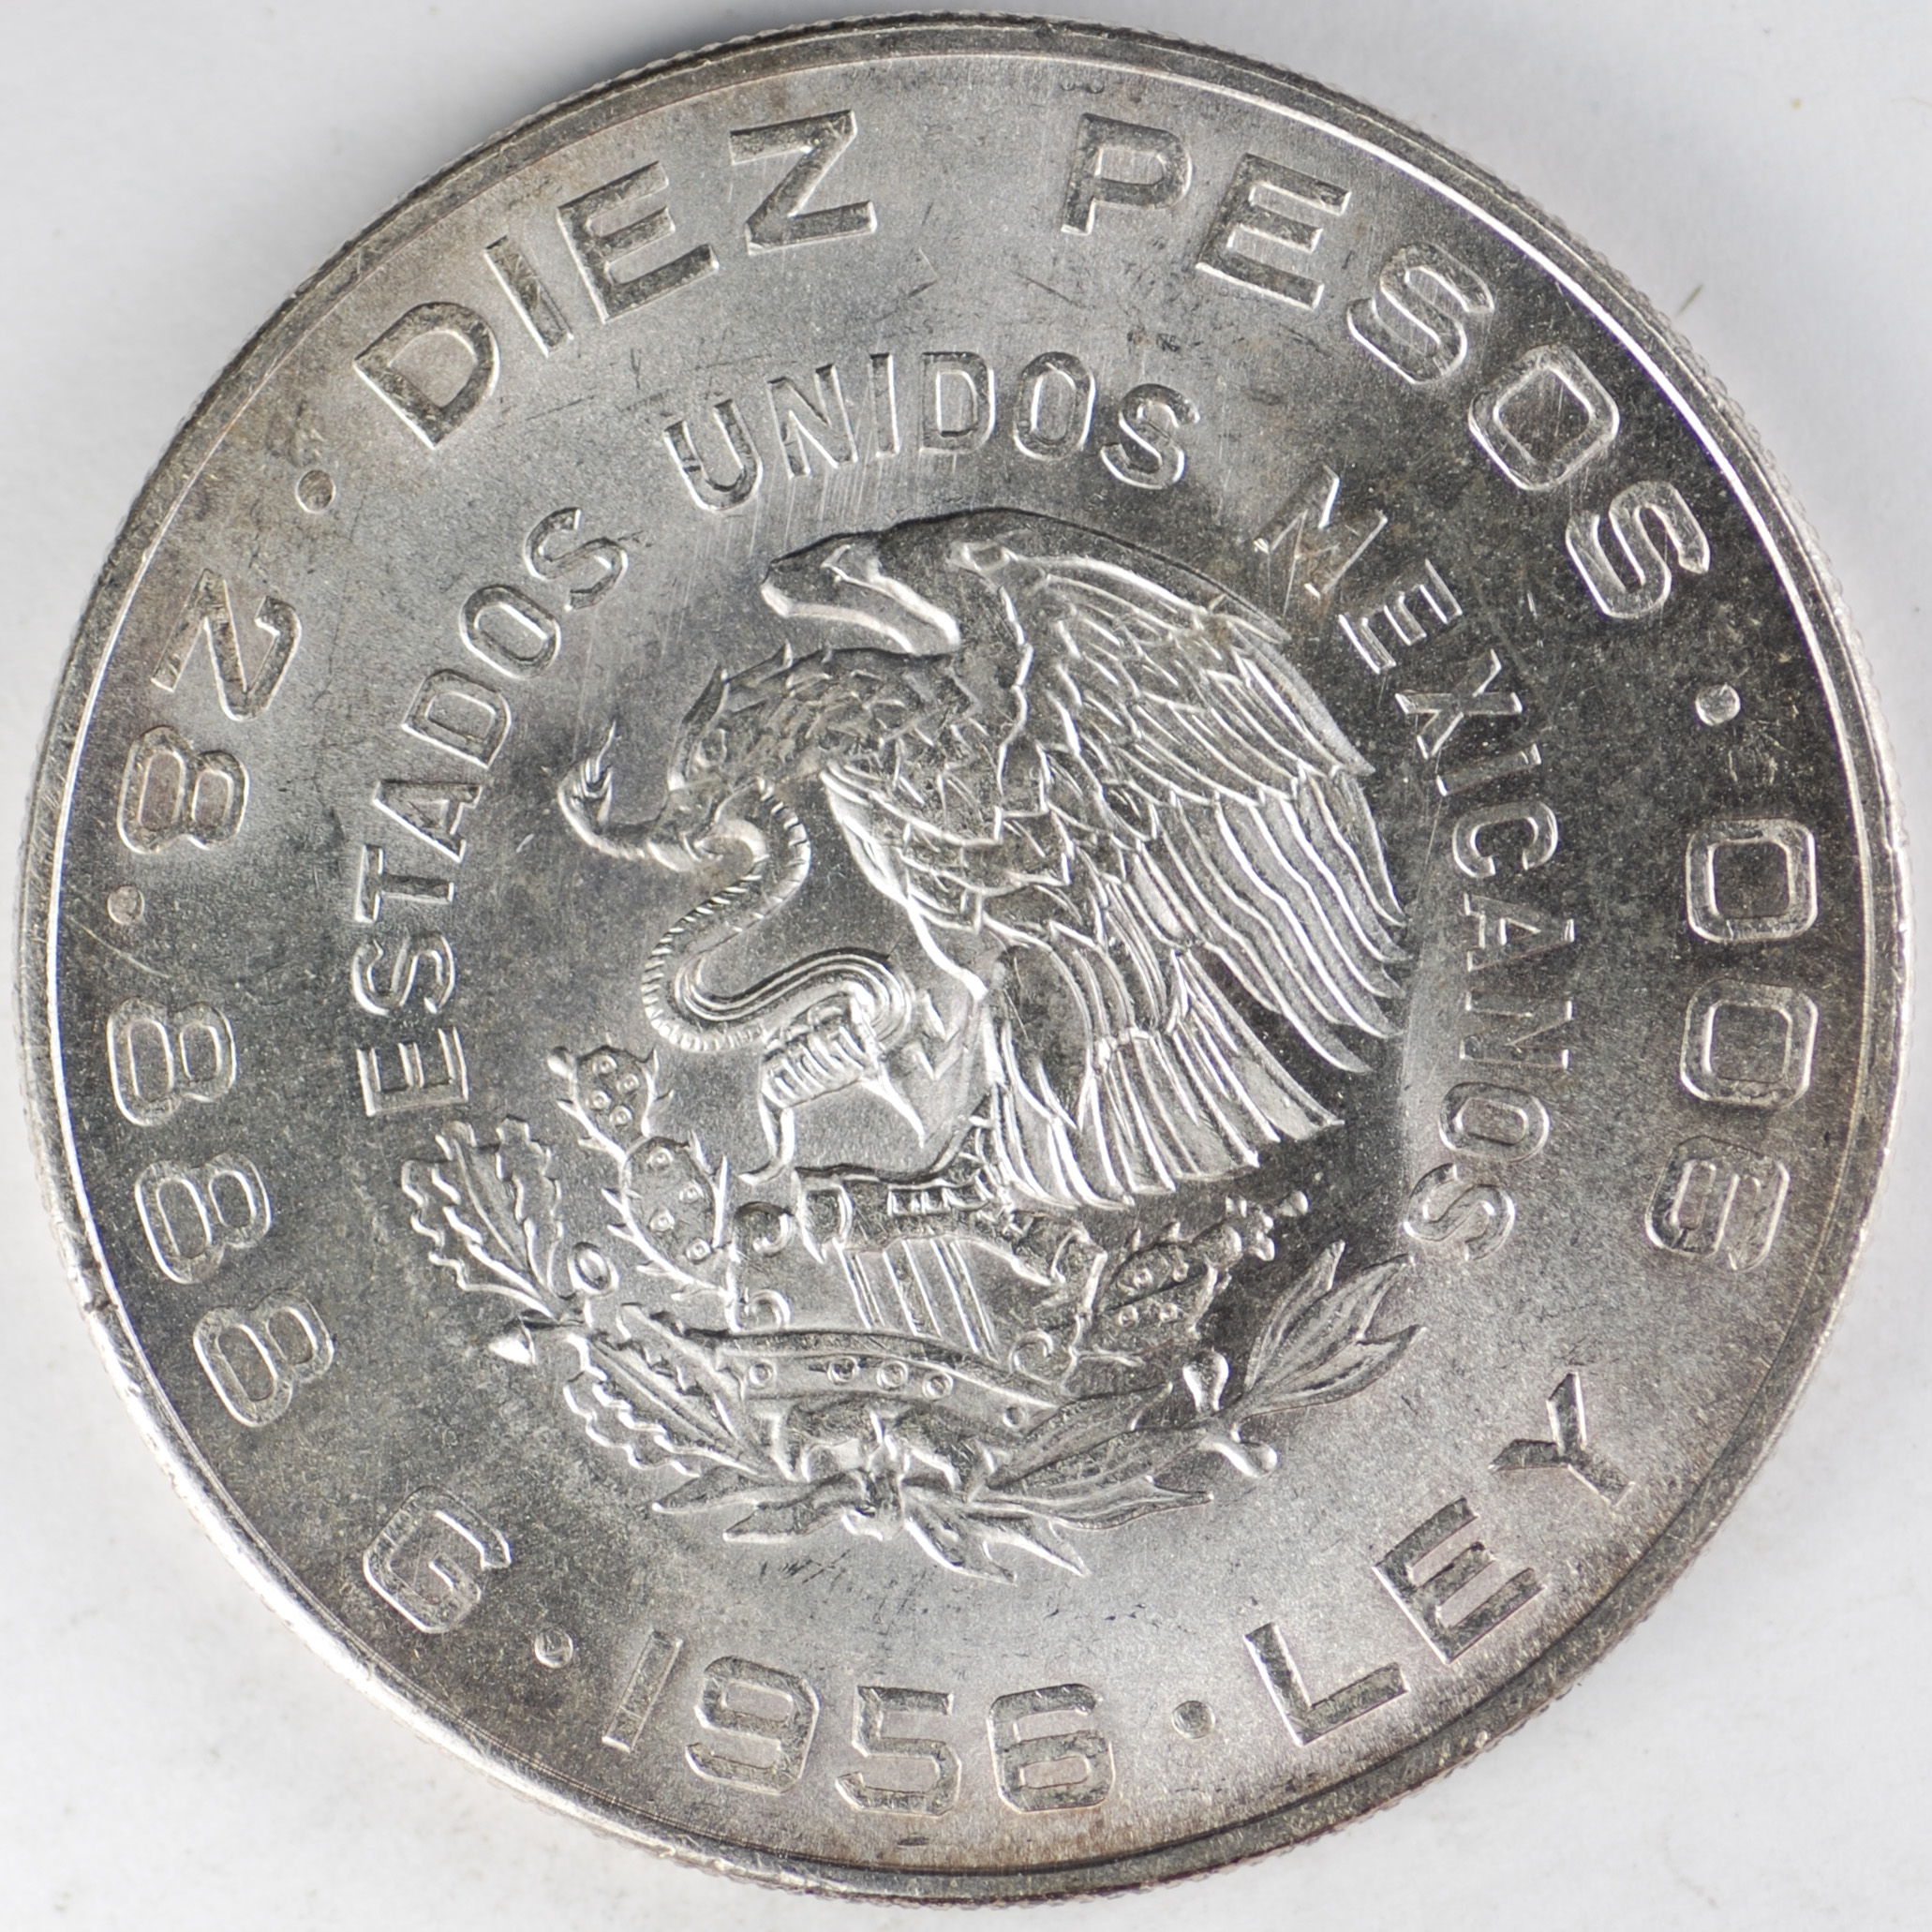 · DIEZ PESOS ·
28.888 G · 1956 · LEY 900
ESTADOS UNIDOS MEXICANOS